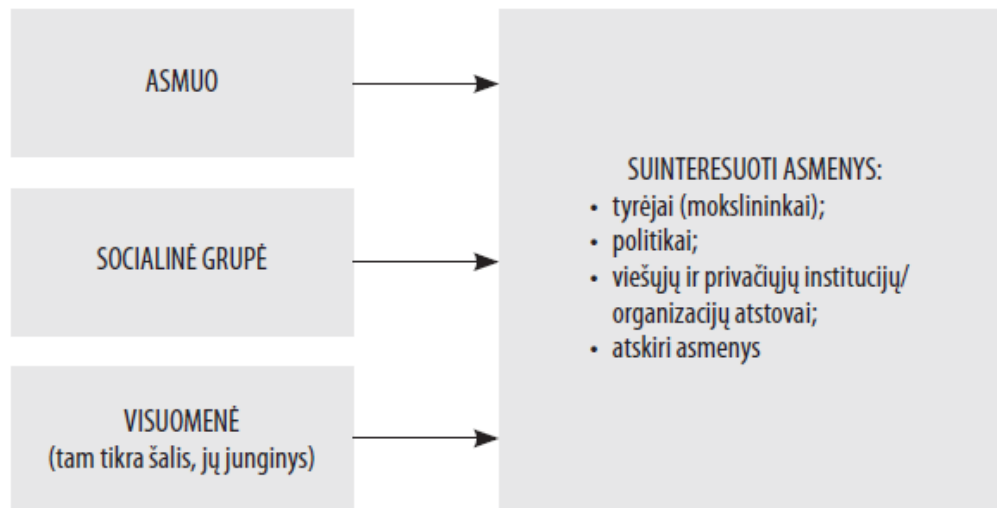 ASMUO
SOCIALINĖ GRUPĖ
VISUOMENĖ
(tam tikra šalis, jų junginys)
SUINTERESUOTI ASMENYS:
• tyrėjai (mokslininkai);
• politikai;
• viešųjų ir privačiųjų institucijų/
organizacijų atstovai;
• atskiri asmenys